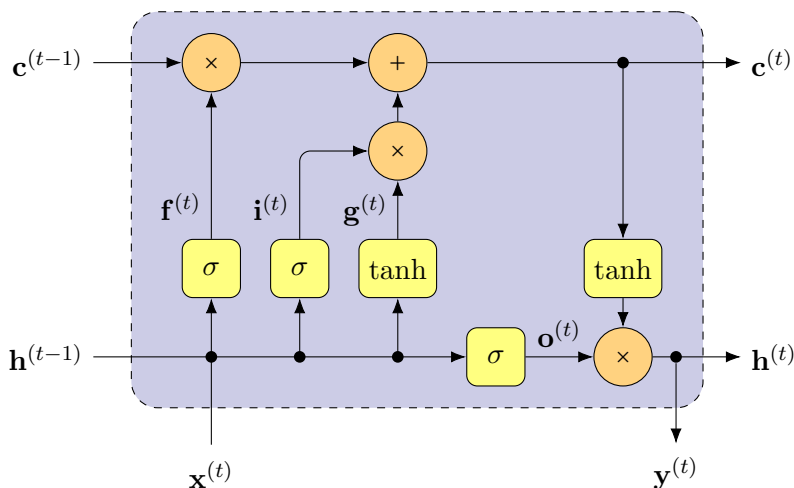 𝐜^{(t−1)} × + 𝐜^{(t)}
×
𝐟^{(t)} 𝐢^{(t)} 𝐠^{(t)}
σ σ tanh tanh
𝐨^{(t)}
𝐡^{(t−1)} σ × 𝐡^{(t)}
𝐱^{(t)} 𝐲^{(t)}